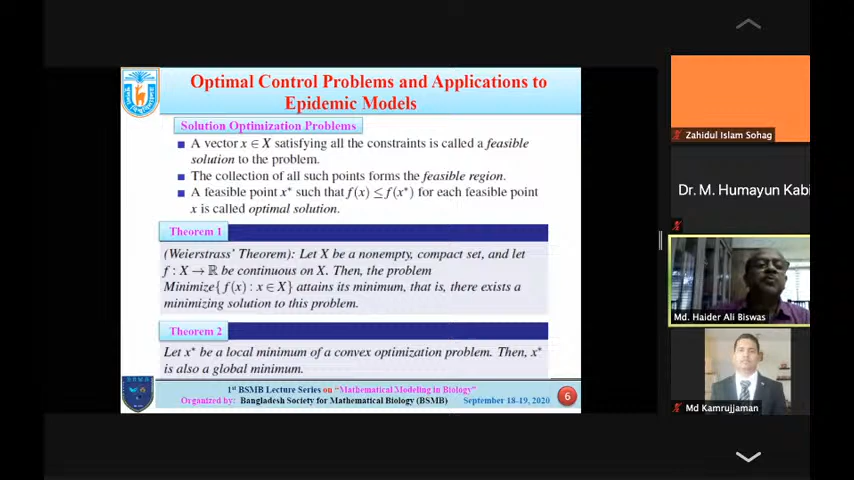 Optimal Control Problems and Applications to
Epidemic Models
Solution Optimization Problems
A vector x ∈ X satisfying all the constraints is called a feasible
solution to the problem.
The collection of all such points forms the feasible region.
A feasible point x* such that f(x) ≤ f(x*) for each feasible point
x is called optimal solution.
Theorem 1
(Weierstrass' Theorem): Let X be a nonempty, compact set, and let
f : X → ℝ be continuous on X. Then, the problem
Minimize{f(x) : x ∈ X} attains its minimum, that is, there exists a
minimizing solution to this problem.
Theorem 2
Let x* be a local minimum of a convex optimization problem. Then, x*
is also a global minimum.
1st BSMB Lecture Series on "Mathematical Modeling in Biology"
Organized by: Bangladesh Society for Mathematical Biology (BSMB) September 18-19, 2020
6
Zahidul Islam Sohag
Dr. M. Humayun Kabi
Md. Haider Ali Biswas
Md Kamrujjaman